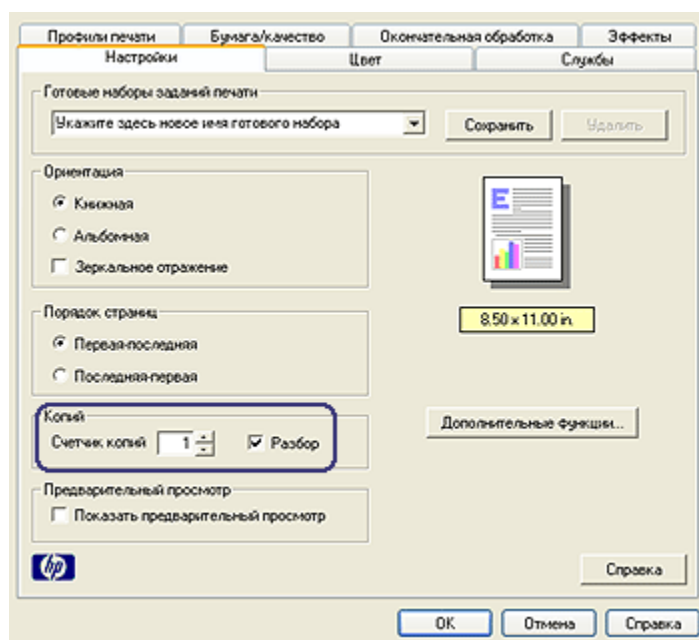 Профили печати
Бумага/качество
Окончательная обработка
Эффекты
Настройки
Цвет
Службы
Готовые наборы заданий печати
Укажите здесь новое имя готового набора
Сохранить
Удалить
Ориентация
Книжная
Альбомная
Зеркальное отражение
E
8.50 x 11.00 in.
Порядок страниц
Первая-последняя
Последняя-первая
Копий
Счетчик копий 1
Разбор
Дополнительные функции...
Предварительный просмотр
Показать предварительный просмотр
hp
Справка
OK
Отмена
Справка